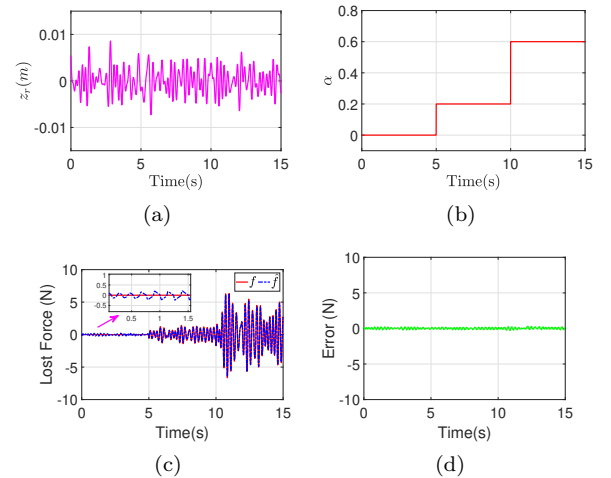 0.01
0
-0.01
z_r(m)
0 5 10 15
Time(s)
(a)
0.8
0.6
0.4
0.2
0
α
0 5 10 15
Time(s)
(b)
10
5
0
-5
-10
Lost Force (N)
1
0.5
0
-0.5
0.5 1 1.5
f f̂
0 5 10 15
Time(s)
(c)
10
5
0
-5
-10
Error (N)
0 5 10 15
Time(s)
(d)